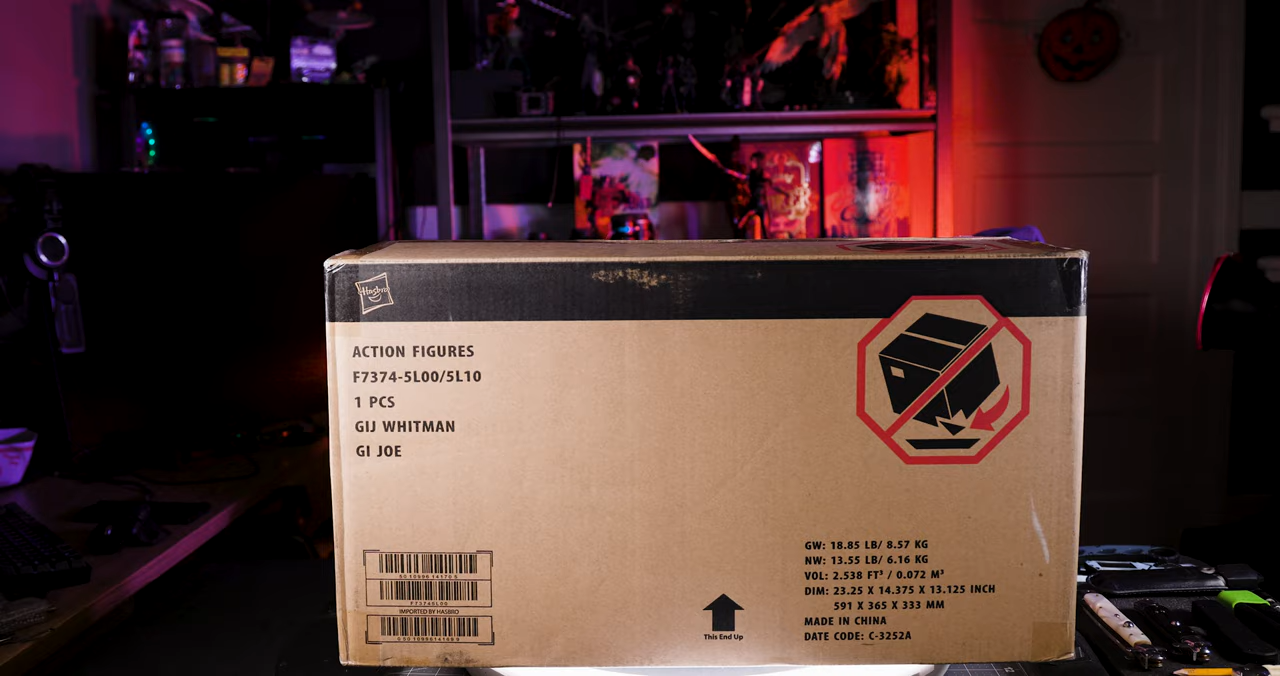 Hasbro
ACTION FIGURES
F7374-5L00/5L10
1 PCS
GIJ WHITMAN
GI JOE
F73745L00
IMPORTED BY HASBRO
This End Up
GW: 18.85 LB/ 8.57 KG
NW: 13.55 LB/ 6.16 KG
VOL: 2.538 FT³ / 0.072 M³
DIM: 23.25 X 14.375 X 13.125 INCH
591 X 365 X 333 MM
MADE IN CHINA
DATE CODE: C-3252A